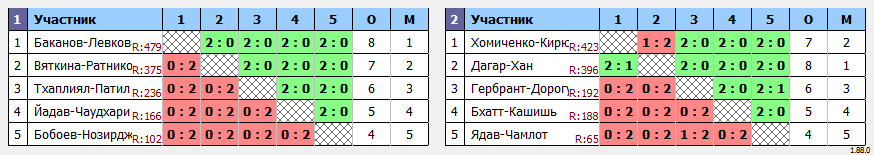 1 Участник 1 2 3 4 5 О М
1 Баканов-Левков R:479 2 : 0 2 : 0 2 : 0 2 : 0 8 1
2 Вяткина-Ратнико R:375 0 : 2 2 : 0 2 : 0 2 : 0 7 2
3 Тхаплиял-Патил R:236 0 : 2 0 : 2 2 : 0 2 : 0 6 3
4 Йадав-Чаудхари R:166 0 : 2 0 : 2 0 : 2 2 : 0 5 4
5 Бобоев-Нозирдж R:102 0 : 2 0 : 2 0 : 2 0 : 2 4 5
2 Участник 1 2 3 4 5 О М
1 Хомиченко-Кирю R:423 1 : 2 2 : 0 2 : 0 2 : 0 7 2
2 Дагар-Хан R:396 2 : 1 2 : 0 2 : 0 2 : 0 8 1
3 Гербрант-Дорог R:192 0 : 2 0 : 2 2 : 0 2 : 1 6 3
4 Бхатт-Кашишь R:188 0 : 2 0 : 2 0 : 2 2 : 0 5 4
5 Ядав-Чамлот R:65 0 : 2 0 : 2 1 : 2 0 : 2 4 5
1.88.0